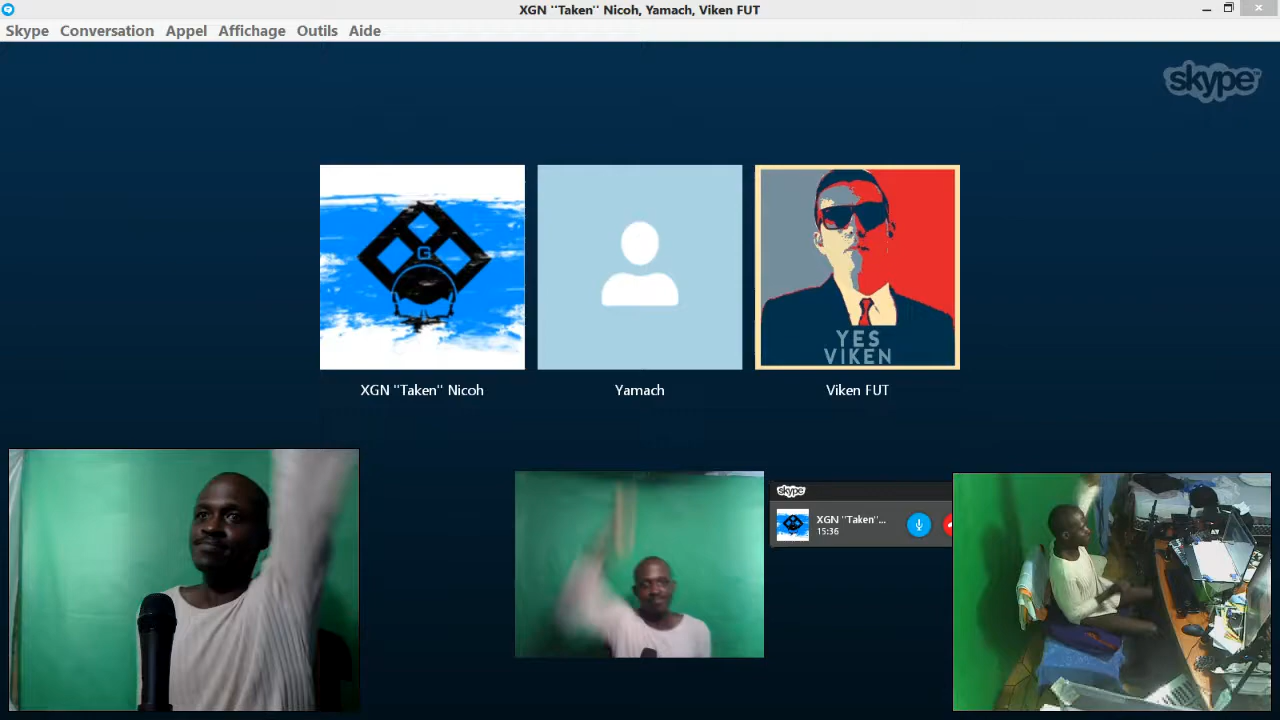 XGN "Taken" Nicoh, Yamach, Viken FUT
Skype Conversation Appel Affichage Outils Aide
skype
G
YES
VIKEN
XGN "Taken" Nicoh
Yamach
Viken FUT
skype
XGN "Taken"...
15:36